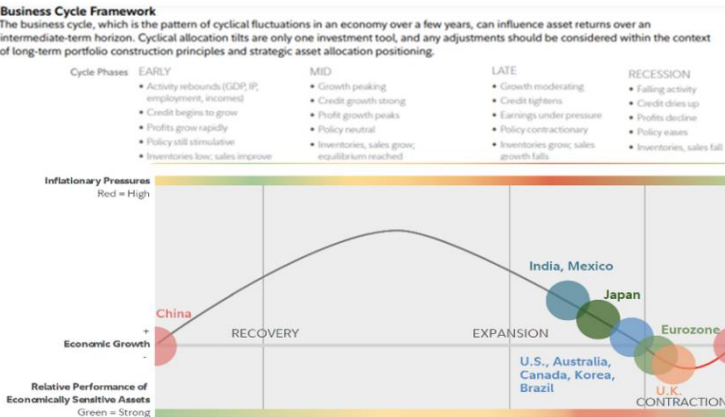 Business Cycle Framework
The business cycle, which is the pattern of cyclical fluctuations in an economy over a few years, can influence asset returns over an
intermediate-term horizon. Cyclical allocation tilts are only one investment tool, and any adjustments should be considered within the context
of long-term portfolio construction principles and strategic asset allocation positioning.
Cycle Phases
EARLY
• Activity rebounds (GDP, IP,
employment, incomes)
• Credit begins to grow
• Profits grow rapidly
• Policy still stimulative
• Inventories low; sales improve
MID
• Growth peaking
• Credit growth strong
• Profit growth peaks
• Policy neutral
• Inventories, sales grow;
equilibrium reached
LATE
• Growth moderating
• Credit tightens
• Earnings under pressure
• Policy contractionary
• Inventories grow; sales
growth falls
RECESSION
• Falling activity
• Credit dries up
• Profits decline
• Policy eases
• Inventories, sales fall
Inflationary Pressures
Red = High
India, Mexico
Japan
China
+
Economic Growth
-
RECOVERY
EXPANSION
Eurozone
U.S., Australia,
Canada, Korea,
Brazil
U.K.
CONTRACTION
Relative Performance of
Economically Sensitive Assets
Green = Strong